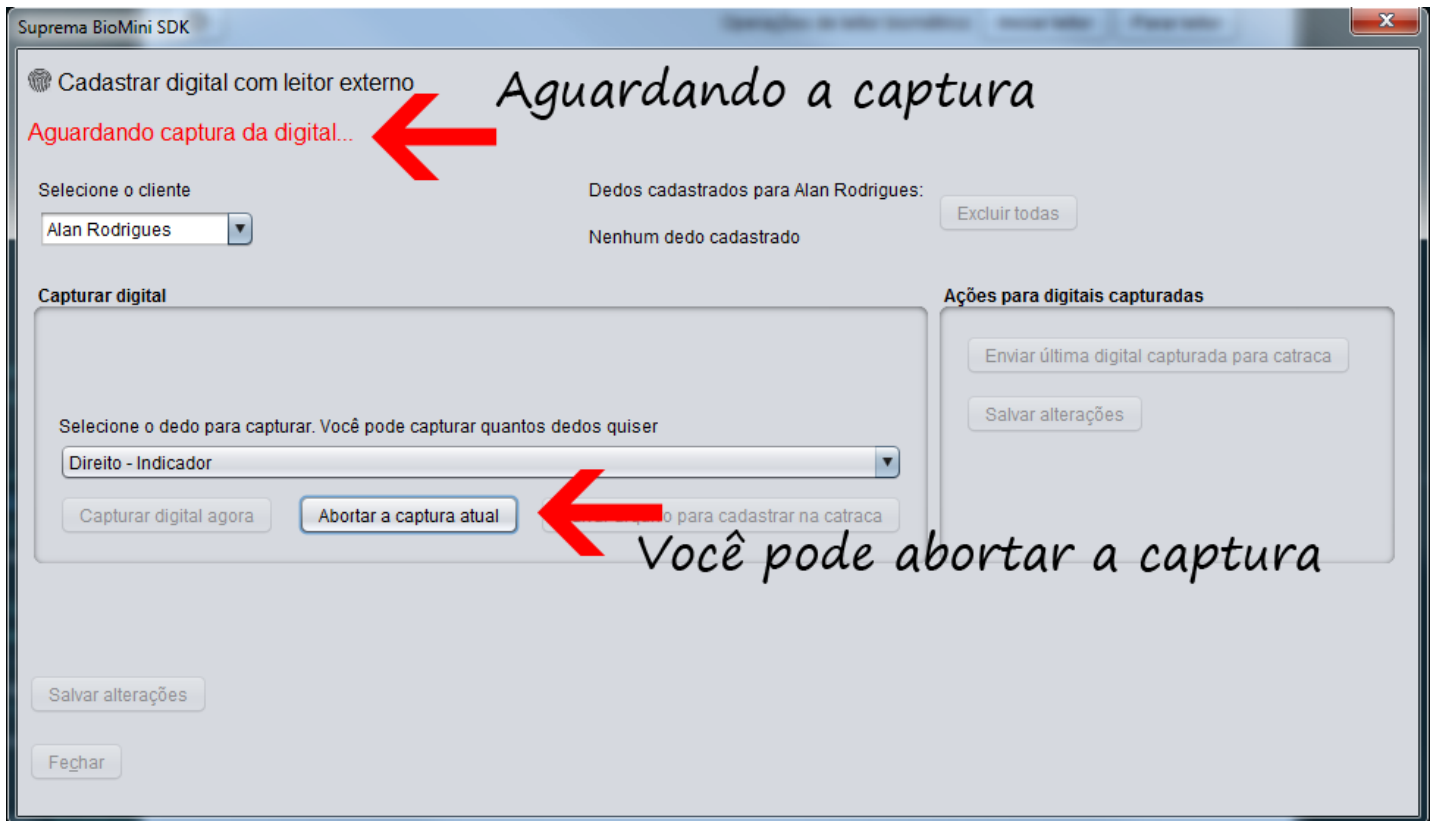 Suprema BioMini SDK
Cadastrar digital com leitor externo
Aguardando a captura
Aguardando captura da digital...
Selecione o cliente
Alan Rodrigues
Dedos cadastrados para Alan Rodrigues:
Nenhum dedo cadastrado
Excluir todas
Capturar digital
Selecione o dedo para capturar. Você pode capturar quantos dedos quiser
Direito - Indicador
Capturar digital agora
Abortar a captura atual
para cadastrar na catraca
Você pode abortar a captura
Ações para digitais capturadas
Enviar última digital capturada para catraca
Salvar alterações
Salvar alterações
Fechar